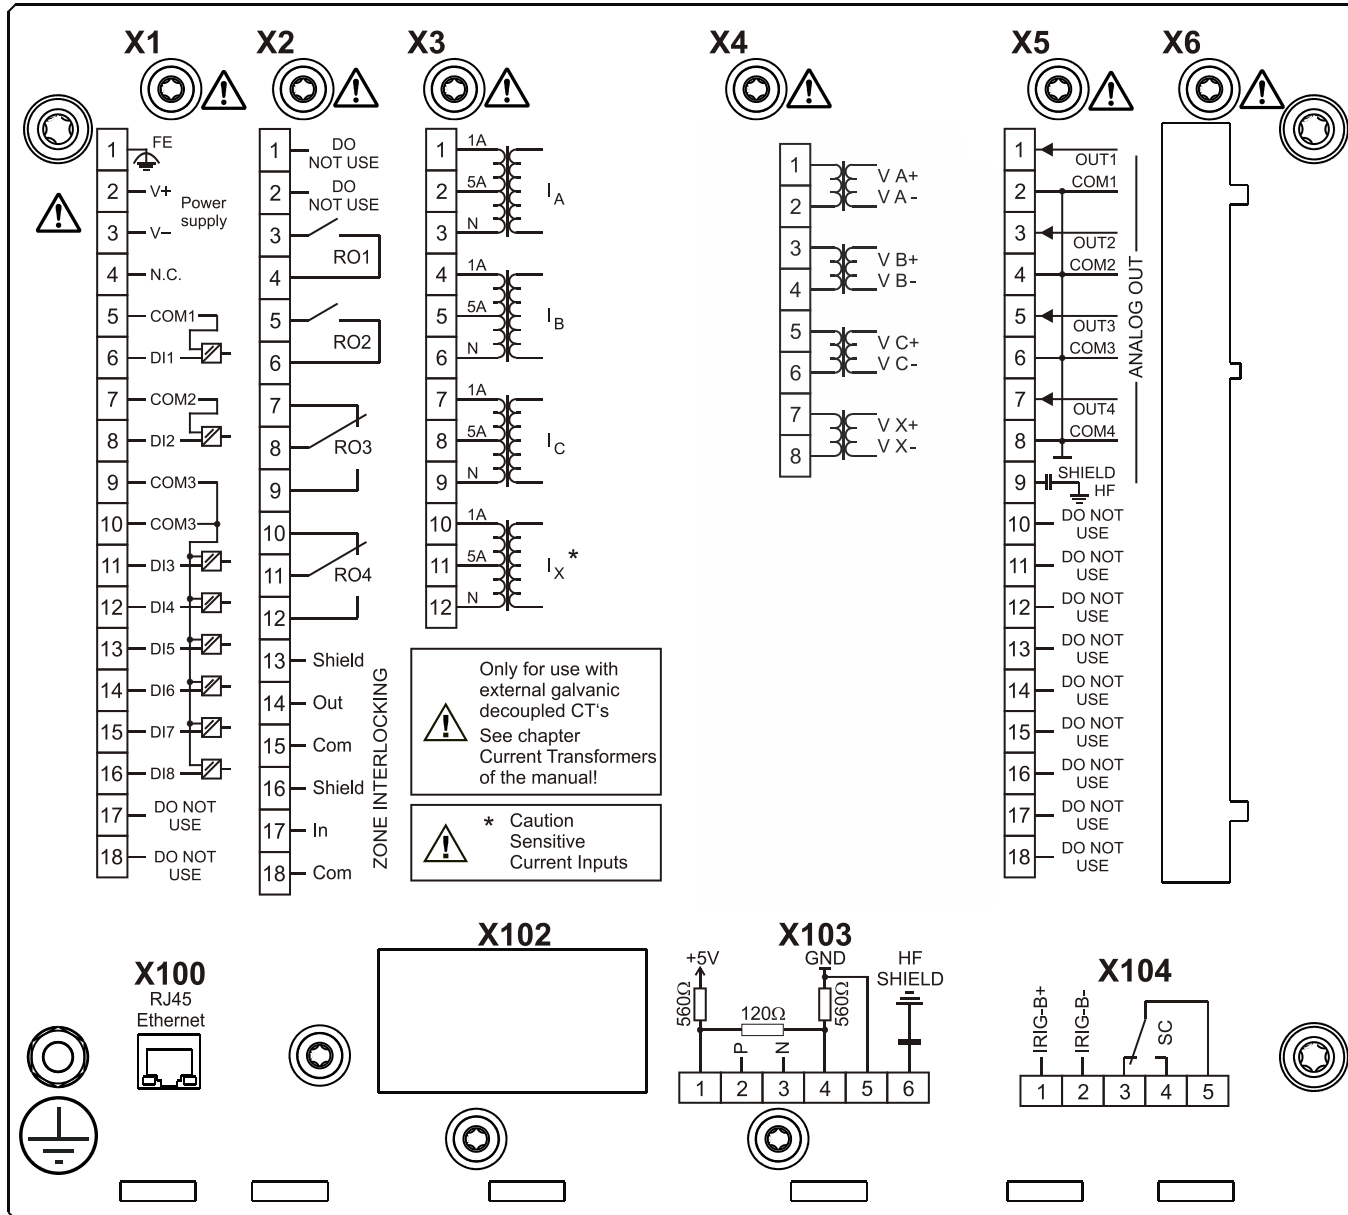 X1
1 FE
2 V+
Power
supply
3 V–
4 N.C.
5 COM1
6 DI1
7 COM2
8 DI2
9 COM3
10 COM3
11 DI3
12 DI4
13 DI5
14 DI6
15 DI7
16 DI8
17 DO NOT
USE
18 DO NOT
USE
X2
1 DO
NOT USE
2 DO
NOT USE
3
RO1
4
5
RO2
6
7
8 RO3
9
10
11 RO4
12
13 Shield
14 Out
15 Com
16 Shield
17 In
18 Com
ZONE INTERLOCKING
X3
1 1A
2 5A IA
3 N
4 1A
5 5A IB
6 N
7 1A
8 5A IC
9 N
10 1A
11 5A IX *
12 N
Only for use with
external galvanic
decoupled CT's
See chapter
Current Transformers
of the manual!
* Caution
Sensitive
Current Inputs
X4
1 V A+
2 V A-
3 V B+
4 V B-
5 V C+
6 V C-
7 V X+
8 V X-
X5
1 OUT1
2 COM1
3 OUT2
4 COM2
5 OUT3
6 COM3
7 OUT4
8 COM4
9 SHIELD
HF
ANALOG OUT
10 DO NOT
USE
11 DO NOT
USE
12 DO NOT
USE
13 DO NOT
USE
14 DO NOT
USE
15 DO NOT
USE
16 DO NOT
USE
17 DO NOT
USE
18 DO NOT
USE
X6
X100
RJ45
Ethernet
X102
X103
+5V GND HF
SHIELD
560Ω 120Ω 560Ω
P N
1 2 3 4 5 6
X104
IRIG-B+ IRIG-B- SC
1 2 3 4 5